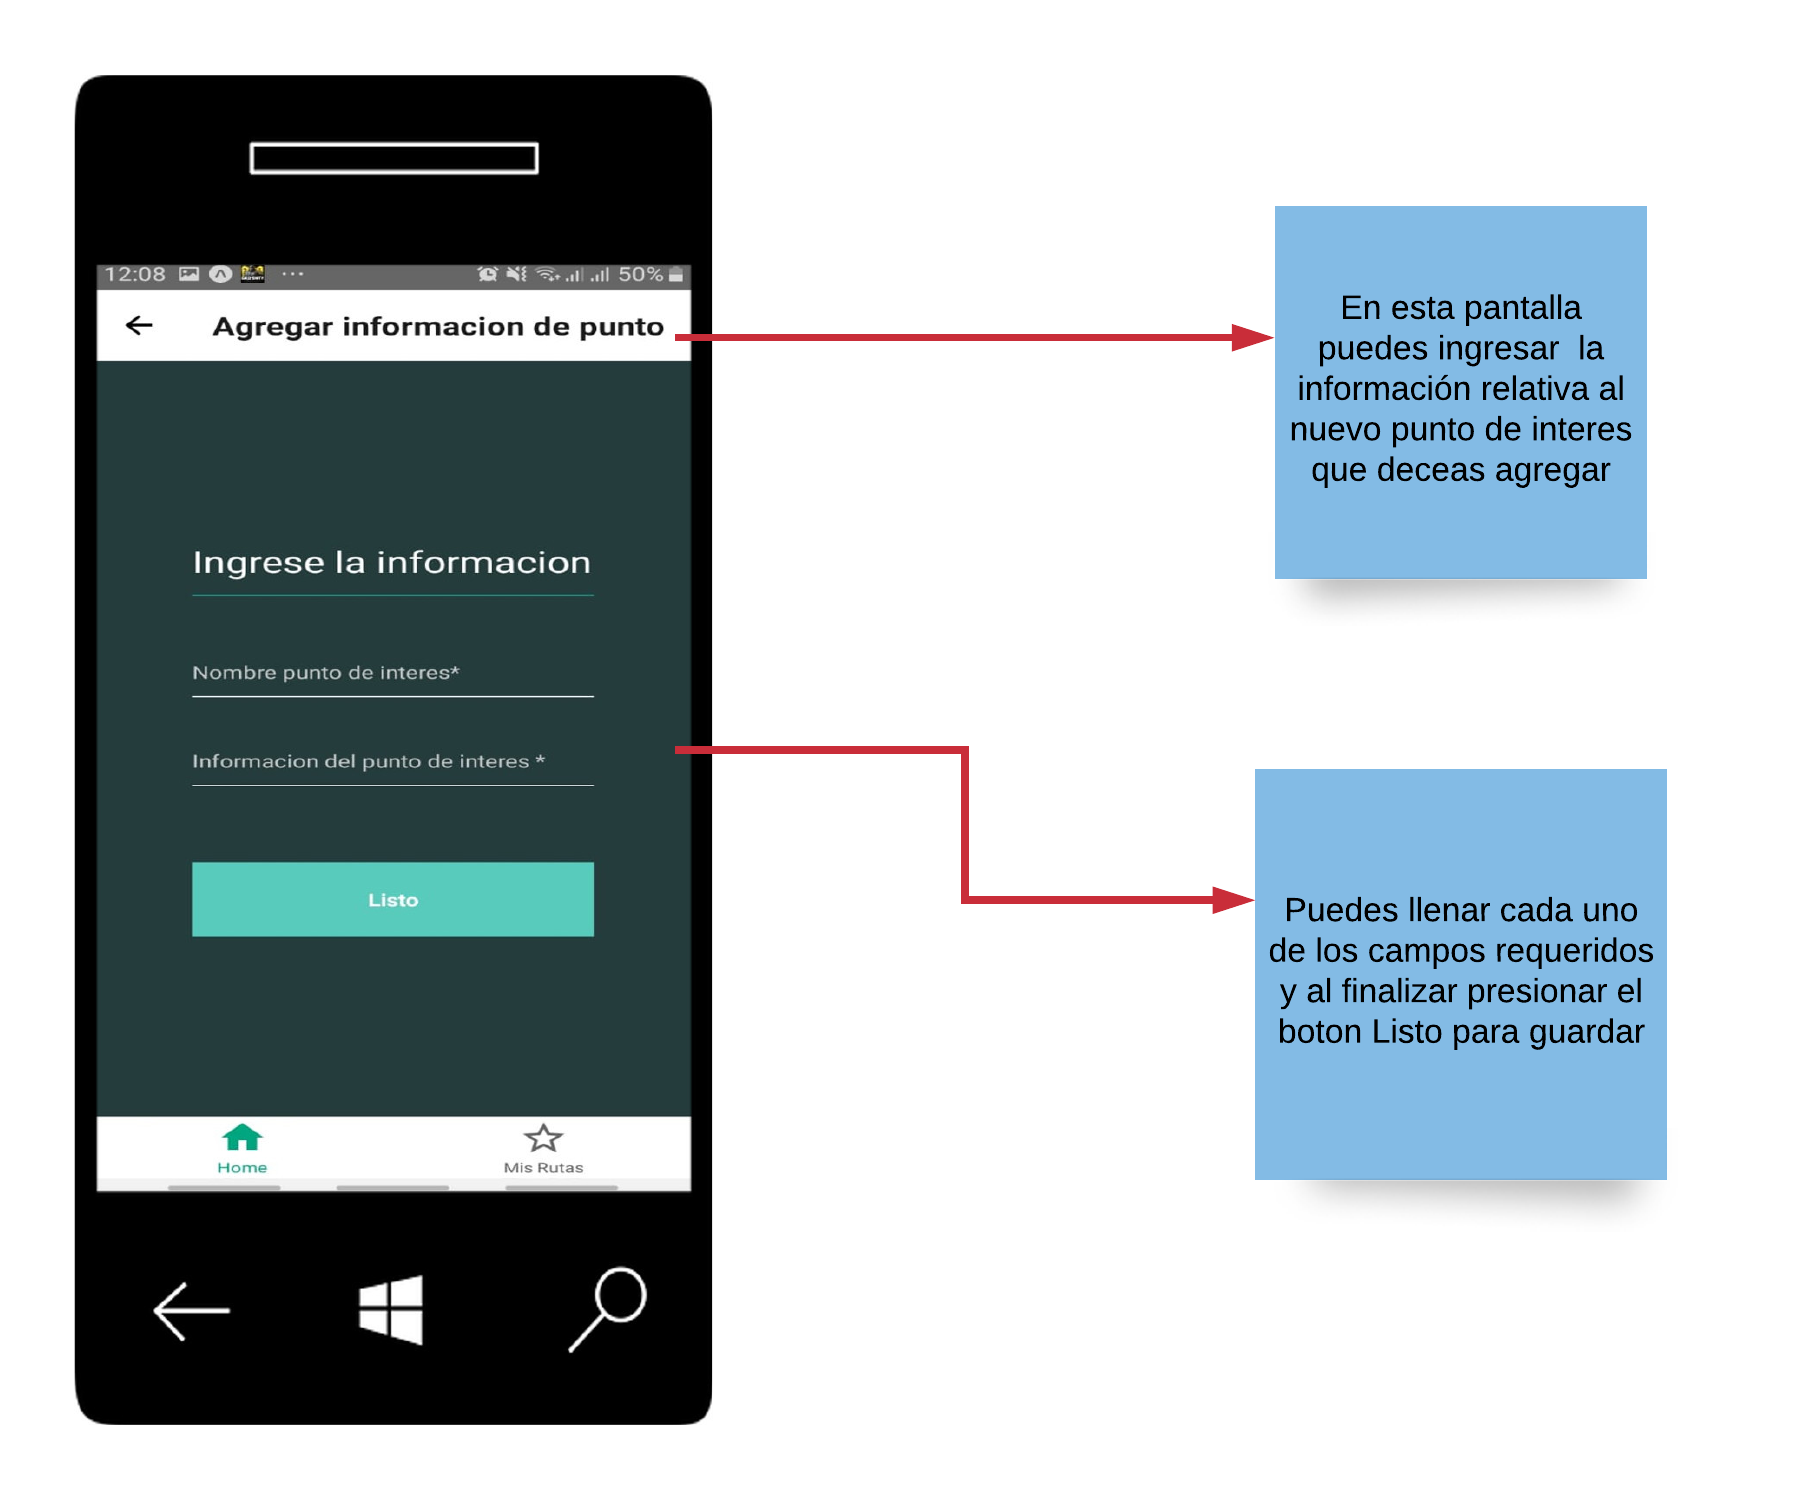 12:08
50%
Agregar informacion de punto
Ingrese la informacion
Nombre punto de interes*
Informacion del punto de interes *
Listo
Home
Mis Rutas
En esta pantalla
puedes ingresar  la
información relativa al
nuevo punto de interes
que deceas agregar
Puedes llenar cada uno
de los campos requeridos
y al finalizar presionar el
boton Listo para guardar